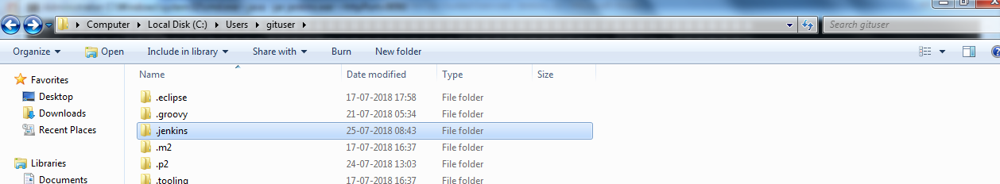 Computer ▸ Local Disk (C:) ▸ Users ▸ gituser ▸ Search gituser
Organize Open Include in library Share with Burn New folder
Name Date modified Type Size
Favorites
Desktop
Downloads
Recent Places
Libraries
Documents
.eclipse 17-07-2018 17:58 File folder
.groovy 21-07-2018 05:34 File folder
.jenkins 25-07-2018 08:43 File folder
.m2 17-07-2018 16:37 File folder
.p2 24-07-2018 13:03 File folder
.tooling 17-07-2018 16:37 File folder